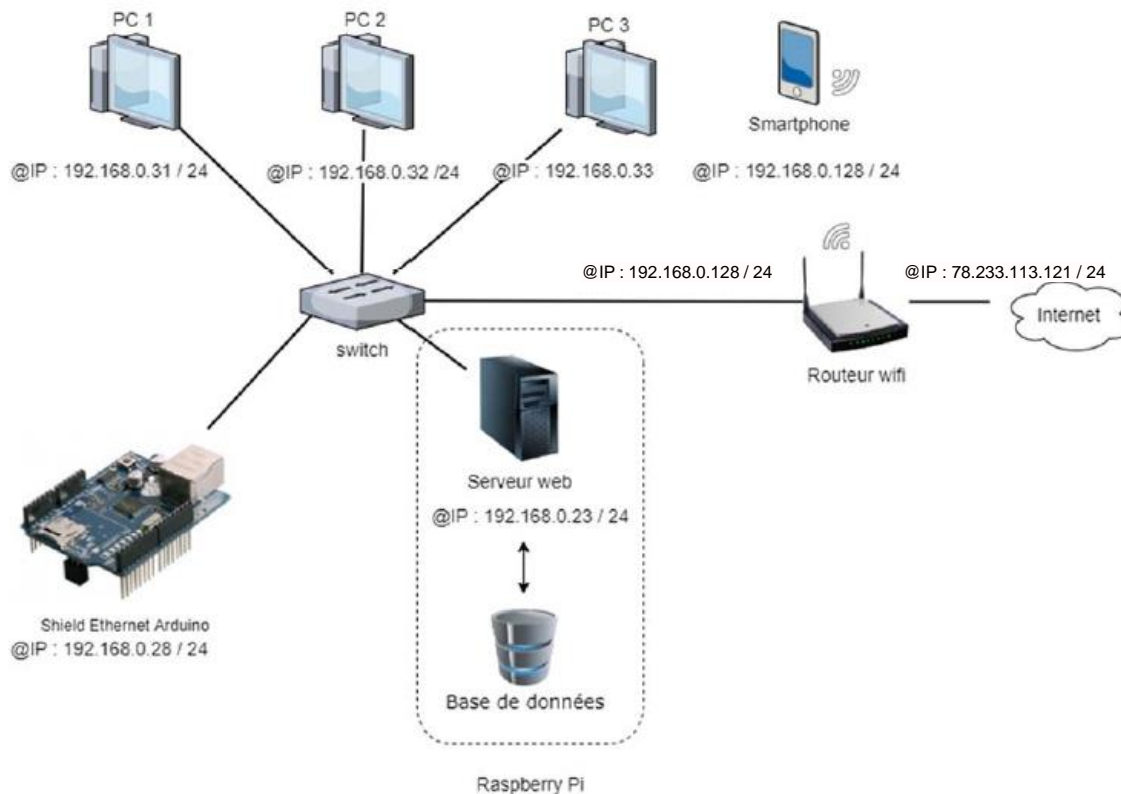 PC 1
PC 2
PC 3
Smartphone
@IP : 192.168.0.31 / 24
@IP : 192.168.0.32 /24
@IP : 192.168.0.33
@IP : 192.168.0.128 / 24
@IP : 192.168.0.128 / 24
@IP : 78.233.113.121 / 24
Internet
switch
Routeur wifi
Serveur web
@IP : 192.168.0.23 / 24
Shield Ethernet Arduino
@IP : 192.168.0.28 / 24
Base de données
Raspberry Pi